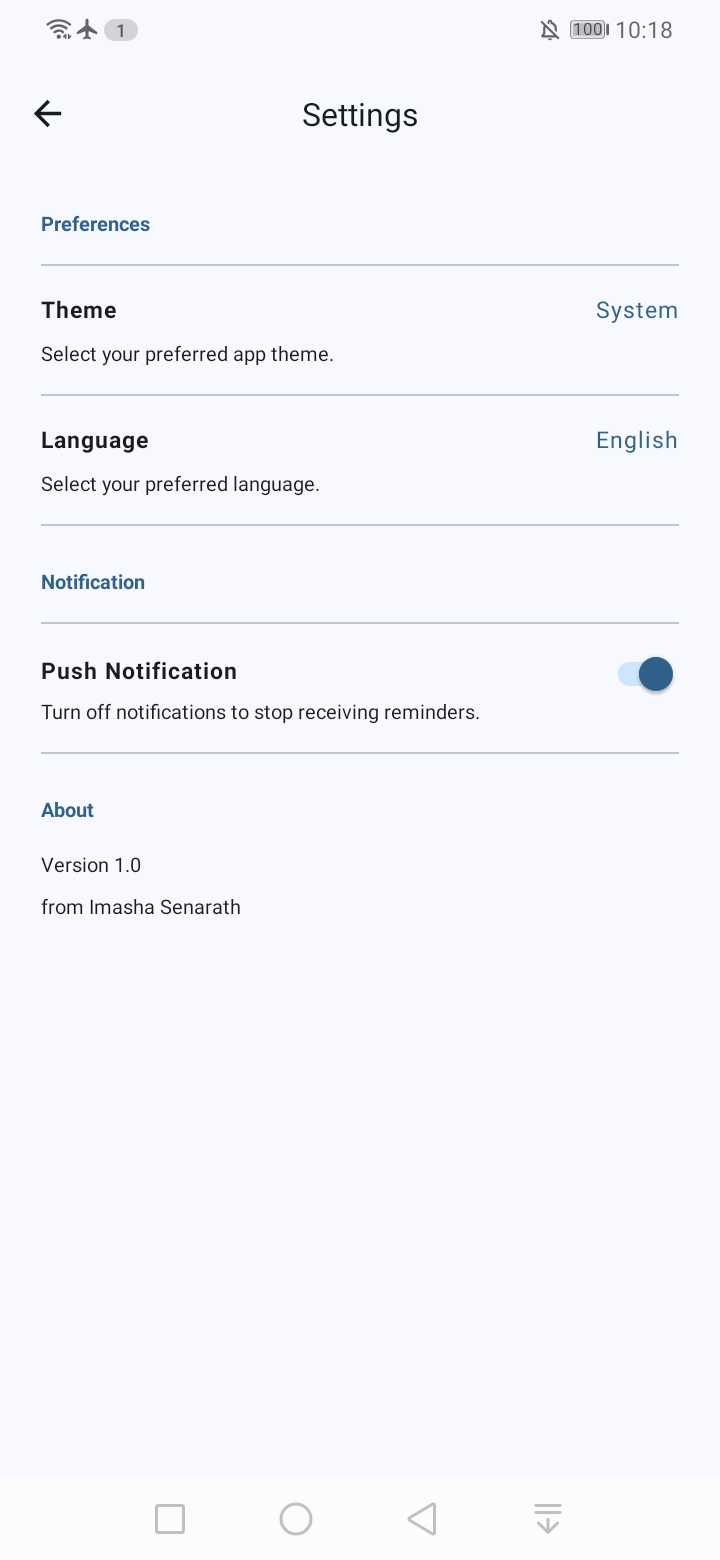 1
100
10:18
Settings
Preferences
Theme
System
Select your preferred app theme.
Language
English
Select your preferred language.
Notification
Push Notification
Turn off notifications to stop receiving reminders.
About
Version 1.0
from Imasha Senarath